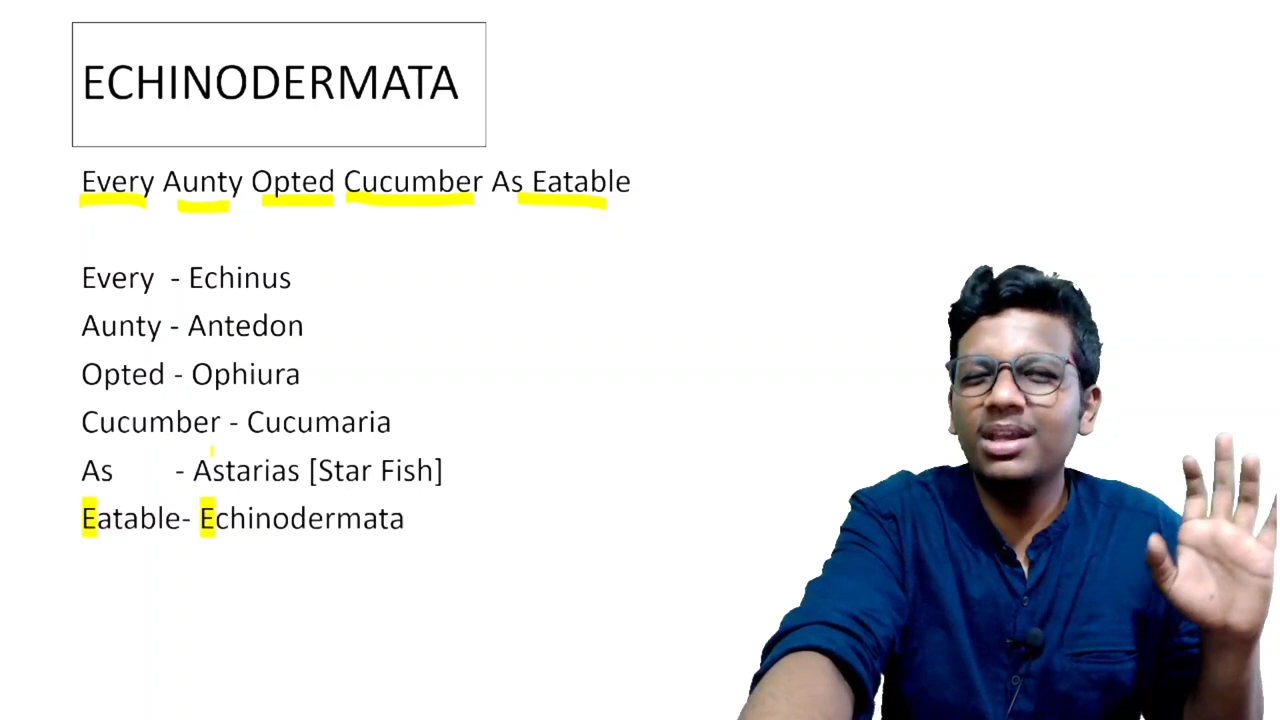 ECHINODERMATA
Every Aunty Opted Cucumber As Eatable
Every - Echinus
Aunty - Antedon
Opted - Ophiura
Cucumber - Cucumaria
As - Astarias [Star Fish]
Eatable- Echinodermata